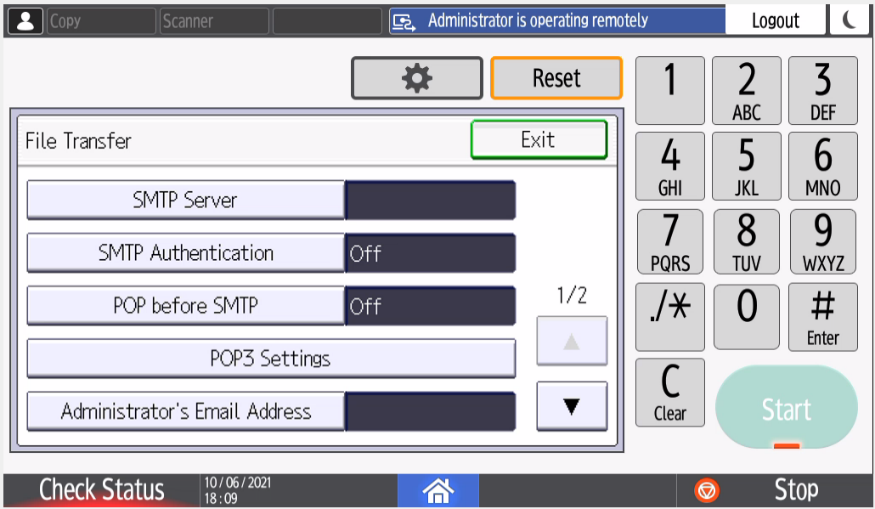 Copy Scanner Administrator is operating remotely Logout
Reset
File Transfer Exit
SMTP Server
SMTP Authentication Off
POP before SMTP Off
1/2
POP3 Settings
Administrator's Email Address
1 2 ABC 3 DEF
4 GHI 5 JKL 6 MNO
7 PQRS 8 TUV 9 WXYZ
./* 0 # Enter
C Clear Start
Check Status 10/06/2021 18:09 Stop